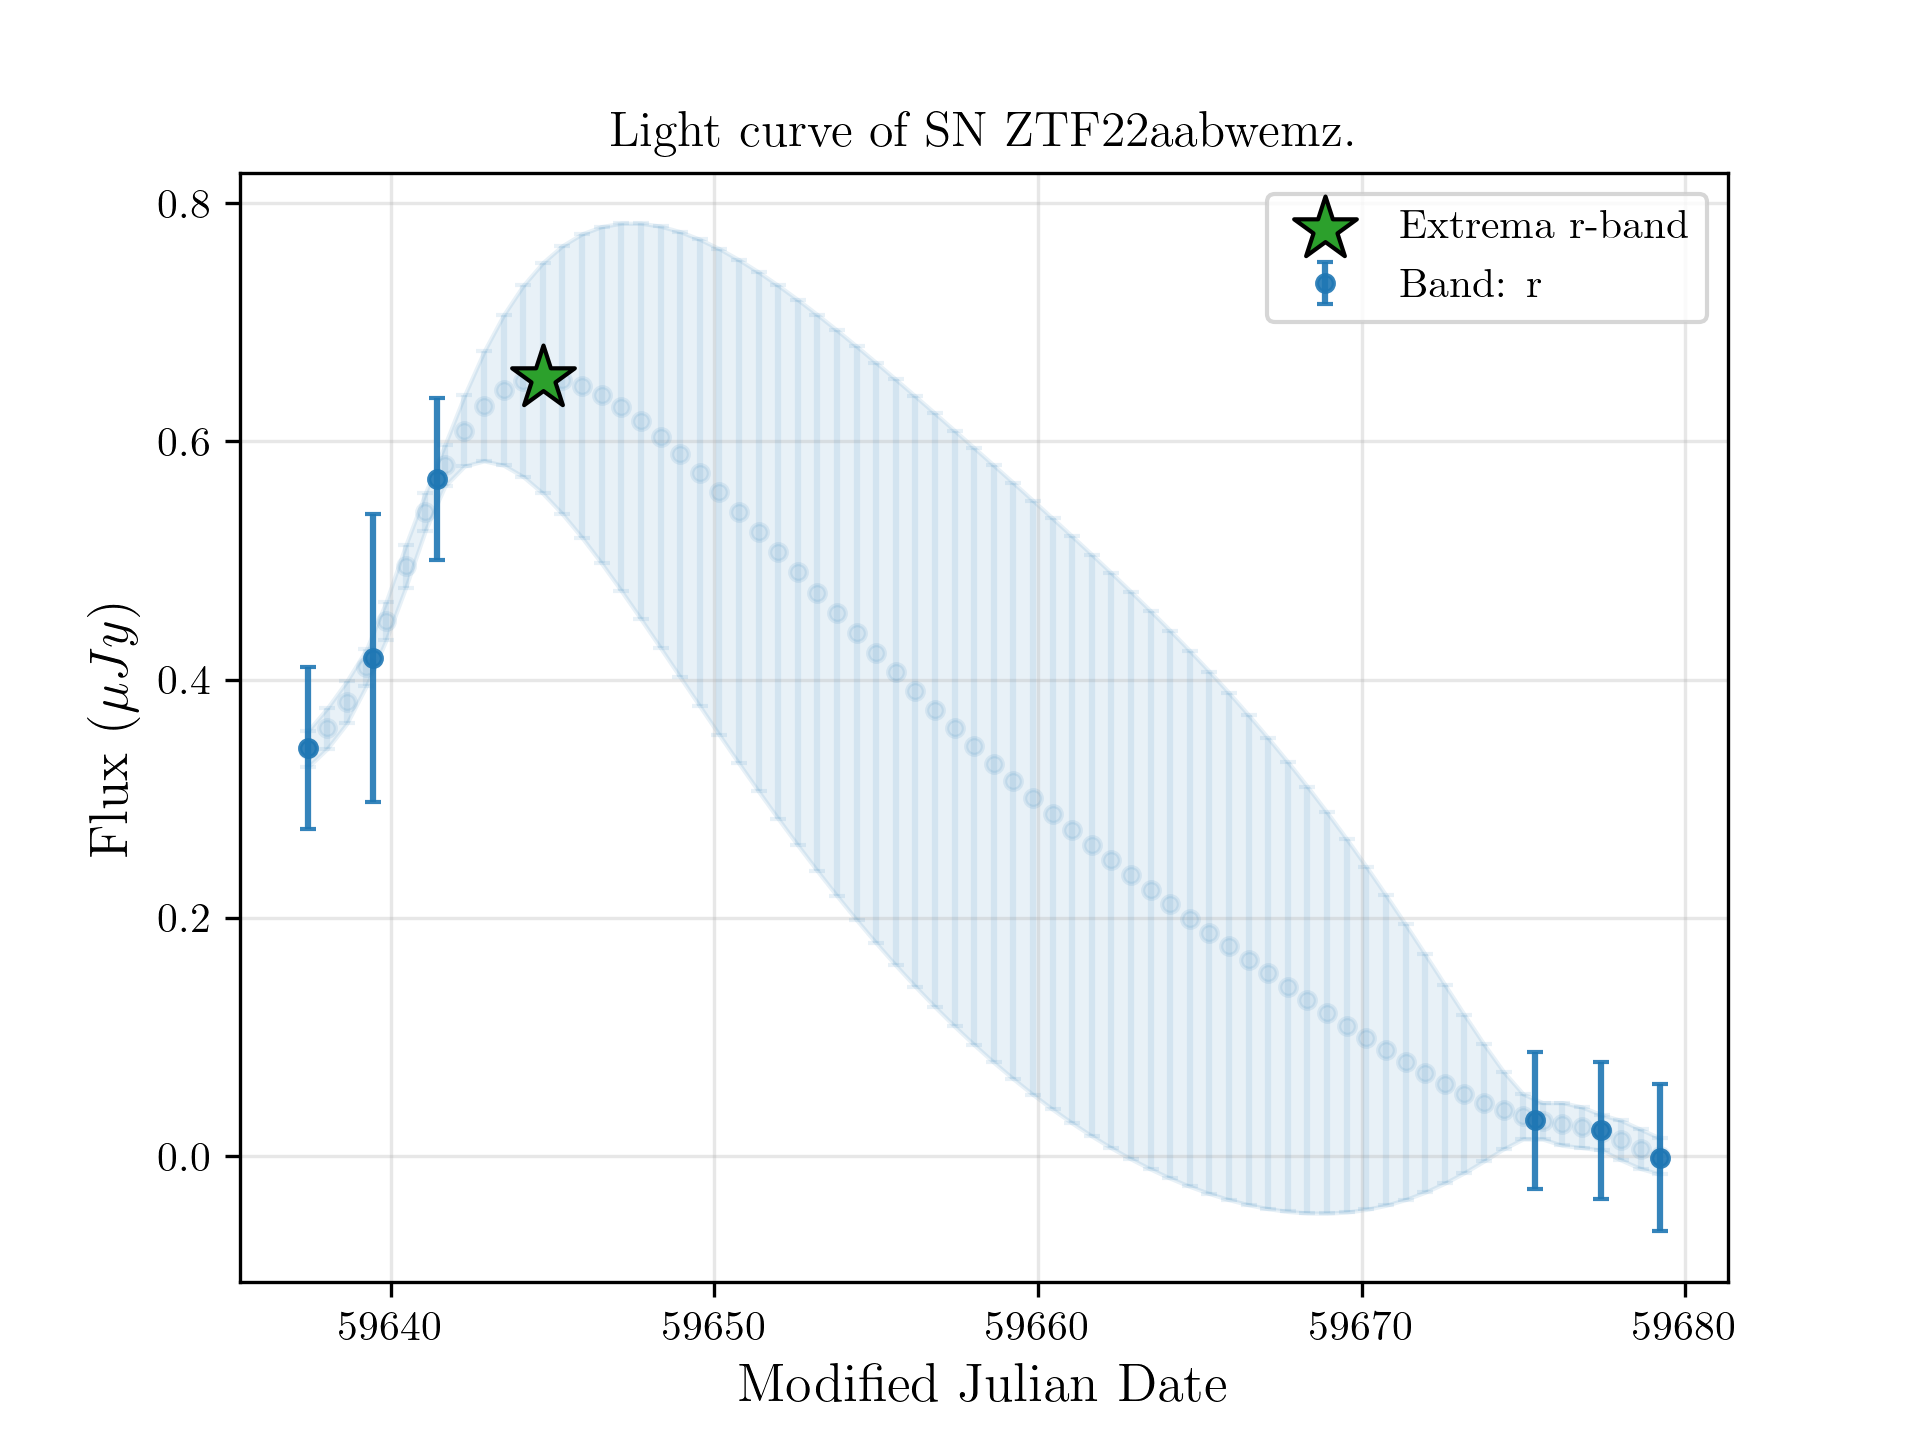 Light curve of SN ZTF22aabwemz.
Extrema r-band
Band: r
Flux (μJy)
0.8
0.6
0.4
0.2
0.0
59640 59650 59660 59670 59680
Modified Julian Date